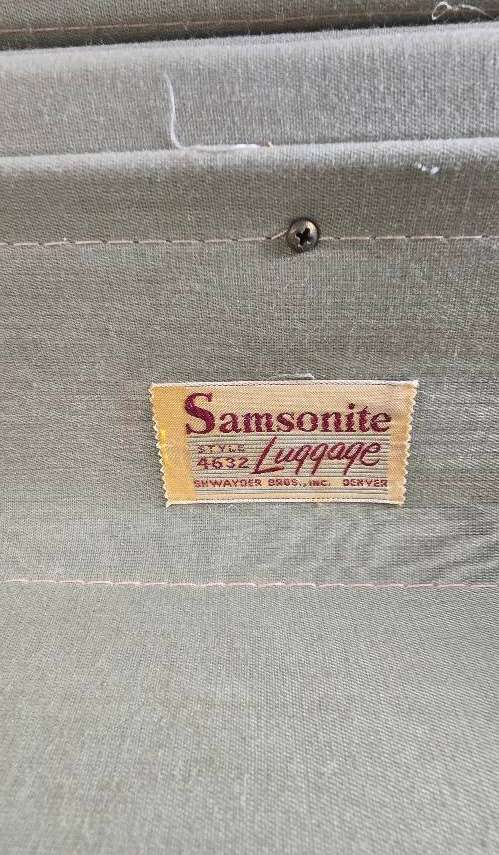 Samsonite
STYLE
4632 Luggage
SHWAYDER BROS., INC. DENVER